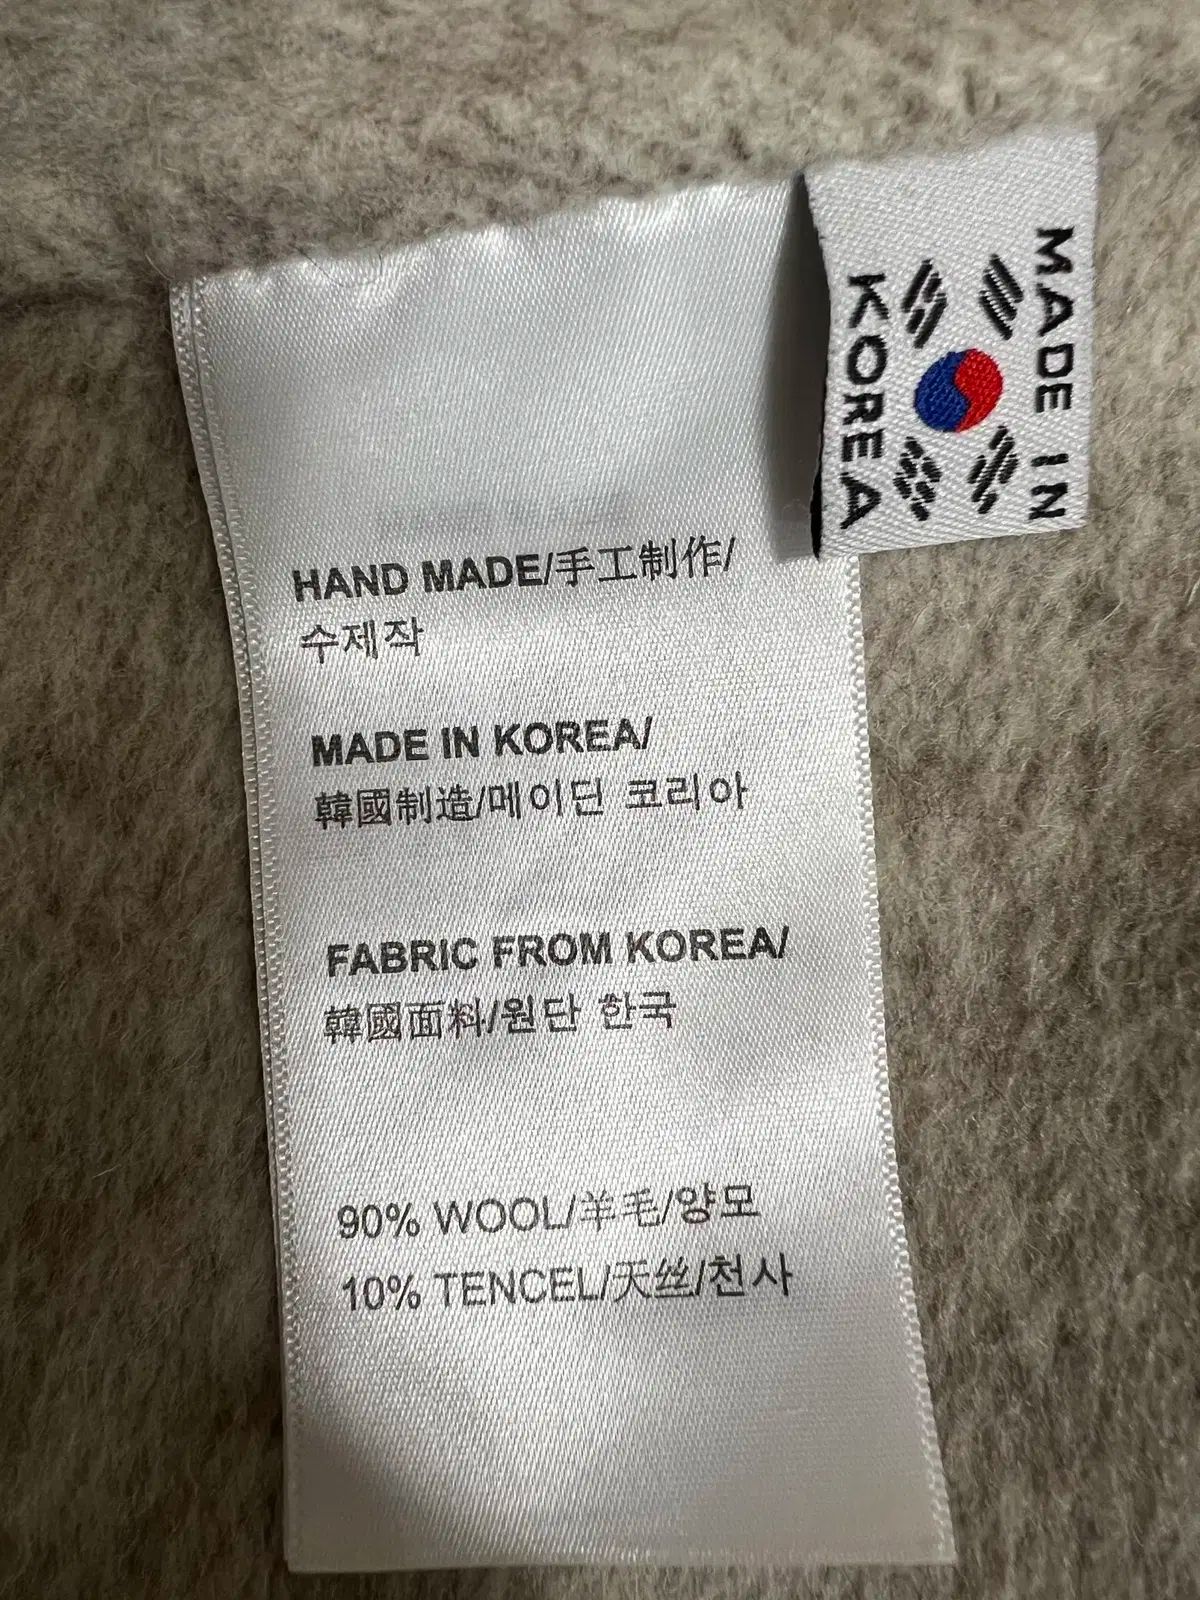 MADE IN
KOREA
HAND MADE/手工制作/
수제작
MADE IN KOREA/
韓國制造/메이딘 코리아
FABRIC FROM KOREA/
韓國面料/원단 한국
90% WOOL/羊毛/양모
10% TENCEL/天丝/천사